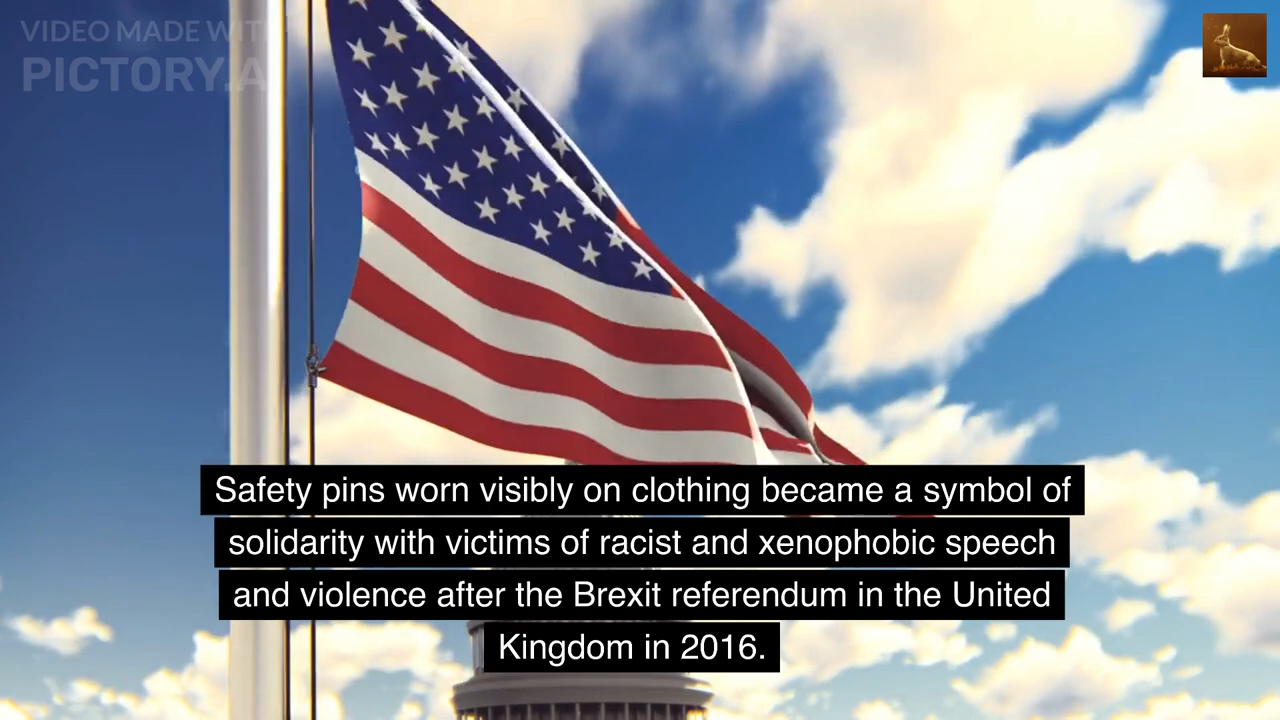 VIDEO MADE WITH
PICTORY.A
Safety pins worn visibly on clothing became a symbol of
solidarity with victims of racist and xenophobic speech
and violence after the Brexit referendum in the United
Kingdom in 2016.